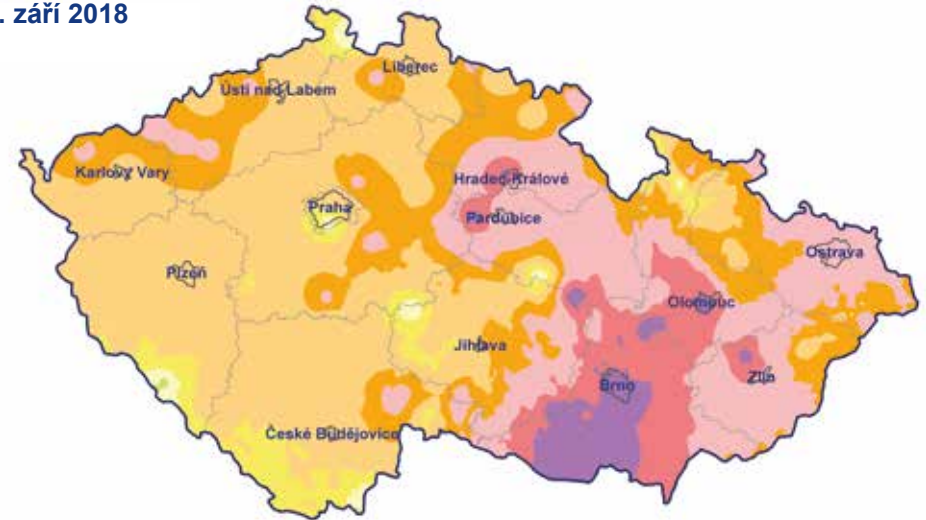 . září 2018
Liberec
Ústí nad Labem
Karlovy Vary
Hradec Králové
Praha
Pardubice
Ostrava
Plzeň
Olomouc
Jihlava
Zlín
Brno
České Budějovice